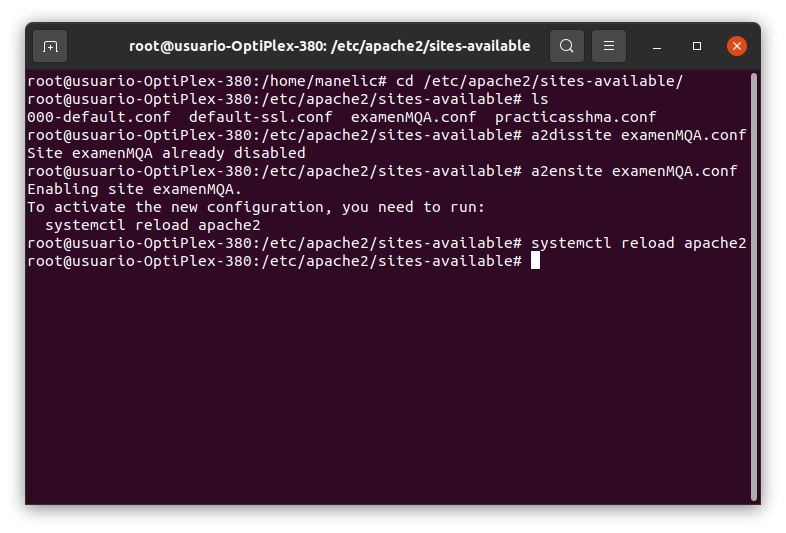 root@usuario-OptiPlex-380: /etc/apache2/sites-available
root@usuario-OptiPlex-380:/home/manelic# cd /etc/apache2/sites-available/
root@usuario-OptiPlex-380:/etc/apache2/sites-available# ls
000-default.conf  default-ssl.conf  examenMQA.conf  practicasshma.conf
root@usuario-OptiPlex-380:/etc/apache2/sites-available# a2dissite examenMQA.conf
Site examenMQA already disabled
root@usuario-OptiPlex-380:/etc/apache2/sites-available# a2ensite examenMQA.conf
Enabling site examenMQA.
To activate the new configuration, you need to run:
  systemctl reload apache2
root@usuario-OptiPlex-380:/etc/apache2/sites-available# systemctl reload apache2
root@usuario-OptiPlex-380:/etc/apache2/sites-available#